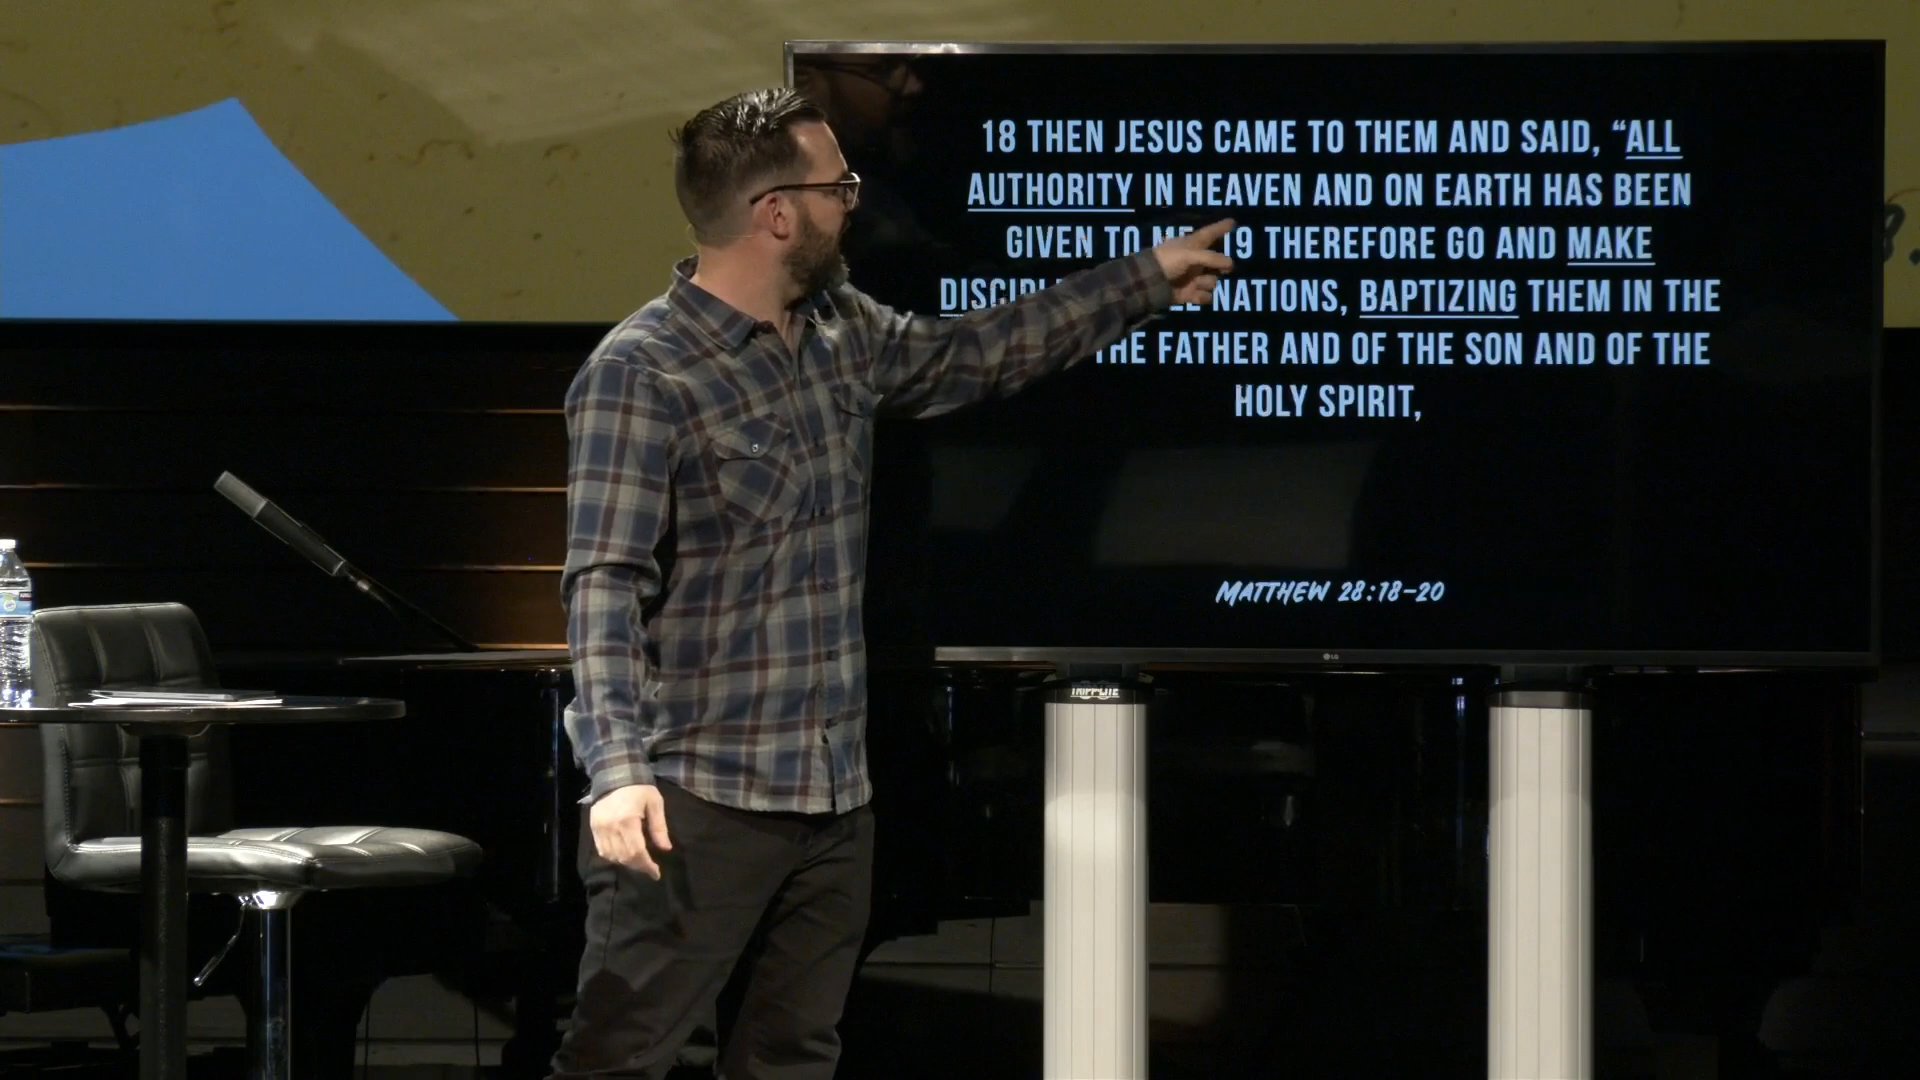 18 THEN JESUS CAME TO THEM AND SAID, “ALL
AUTHORITY IN HEAVEN AND ON EARTH HAS BEEN
GIVEN TO ME. 19 THEREFORE GO AND MAKE
NATIONS, BAPTIZING THEM IN THE
THE FATHER AND OF THE SON AND OF THE
HOLY SPIRIT,
MATTHEW 28:18-20
LG
TRIPP·LITE